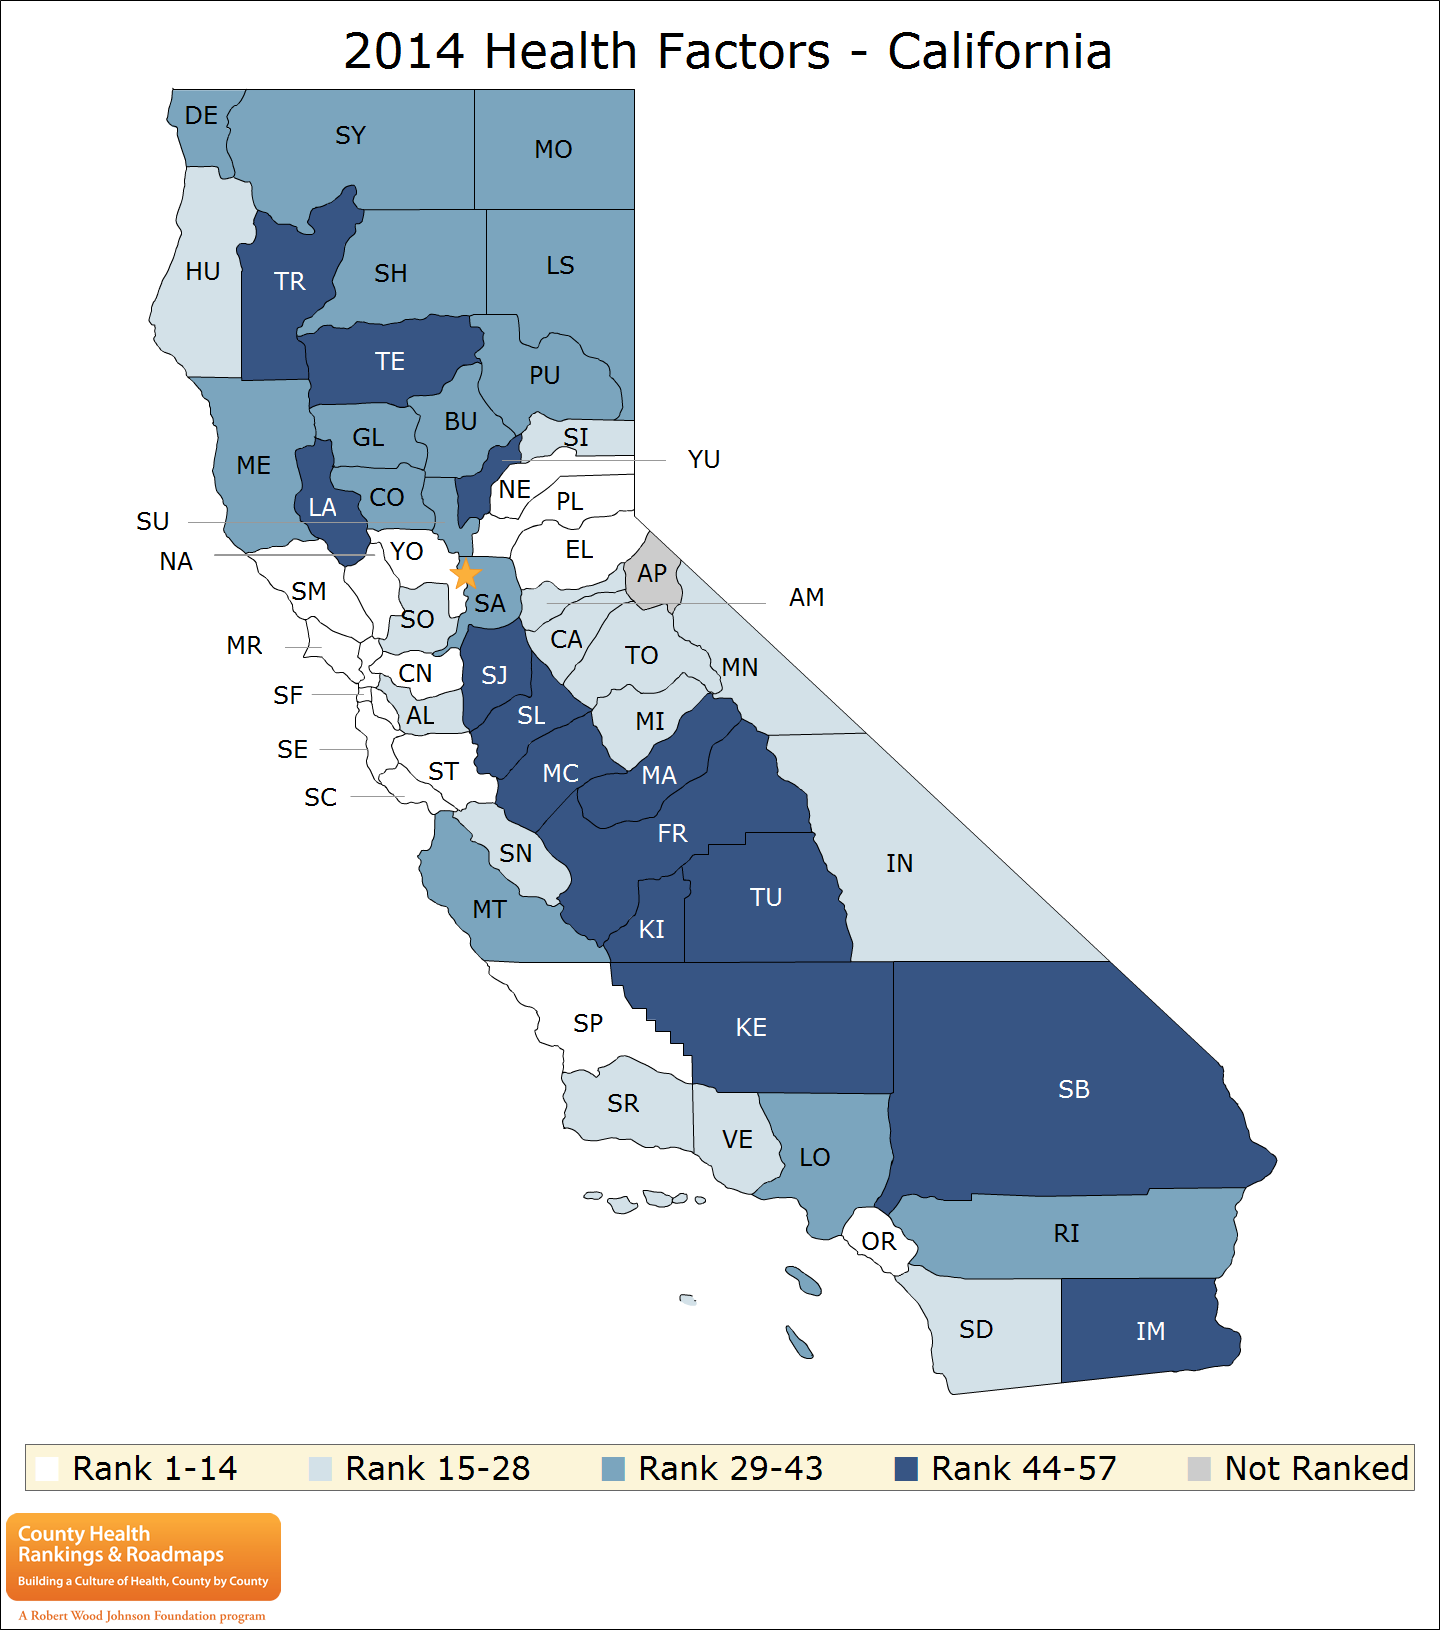 2014 Health Factors - California
DE
SY
MO
HU
TR
SH
LS
TE
PU
BU
GL
SI
ME
YU
NE
CO
PL
LA
SU
EL
YO
NA
AP
SM
AM
SA
SO
CA
MR
TO
MN
CN
SJ
SF
AL
SL
MI
SE
ST
MC
MA
SC
FR
SN
IN
TU
MT
KI
SP
KE
SB
SR
VE
LO
RI
OR
SD
IM
Rank 1-14 Rank 15-28 Rank 29-43 Rank 44-57 Not Ranked
County Health
Rankings & Roadmaps
Building a Culture of Health, County by County
A Robert Wood Johnson Foundation program